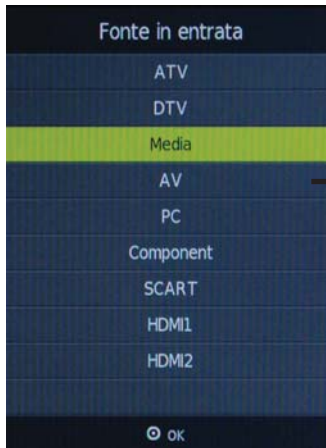 Fonte in entrata
ATV
DTV
Media
AV
PC
Component
SCART
HDMI1
HDMI2
OK